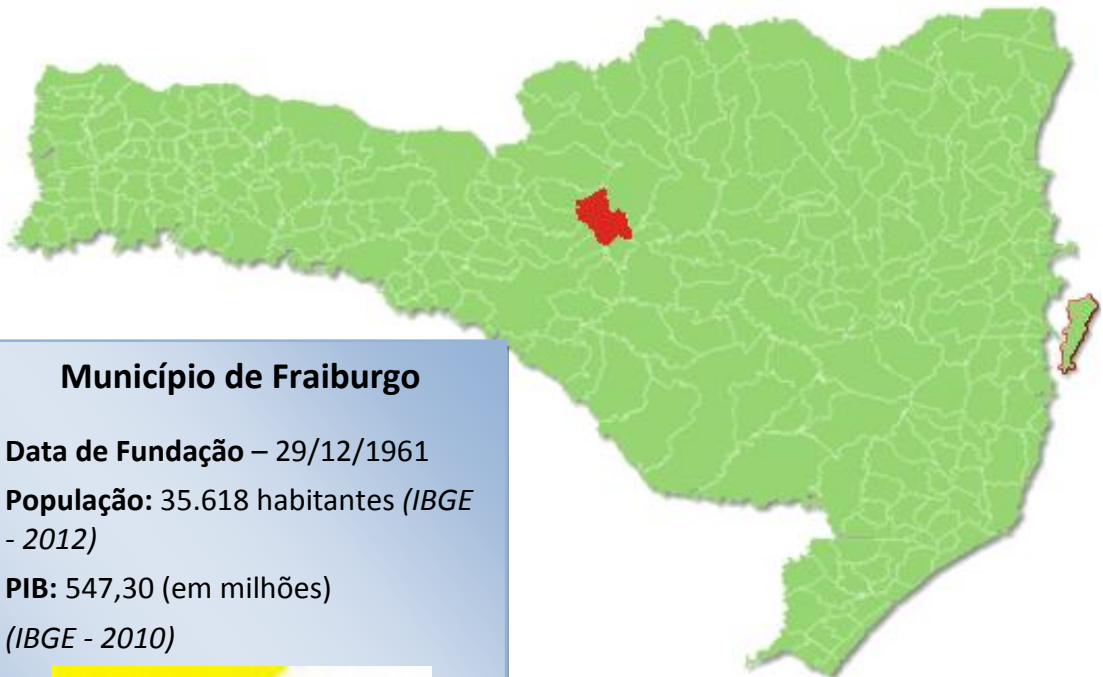 Município de Fraiburgo
Data de Fundação – 29/12/1961
População: 35.618 habitantes (IBGE
- 2012)
PIB: 547,30 (em milhões)
(IBGE - 2010)